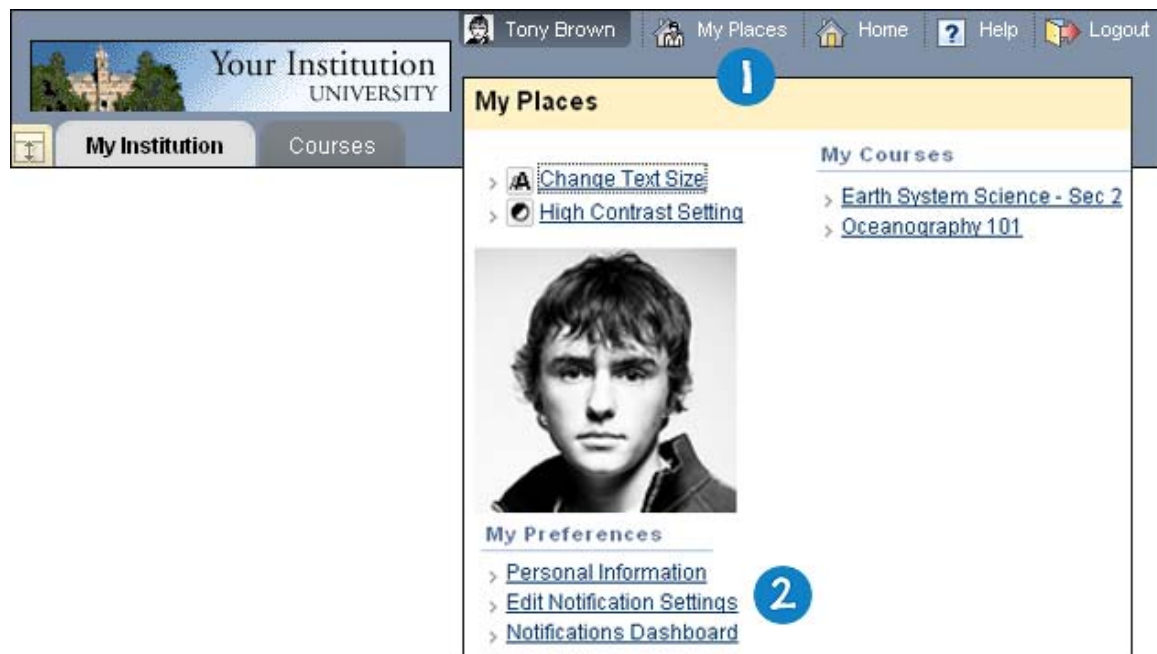 Tony Brown My Places Home Help Logout
Your Institution
UNIVERSITY
1
My Places
My Institution Courses
Change Text Size
High Contrast Setting
My Courses
Earth System Science - Sec 2
Oceanography 101
My Preferences
Personal Information
Edit Notification Settings
2
Notifications Dashboard